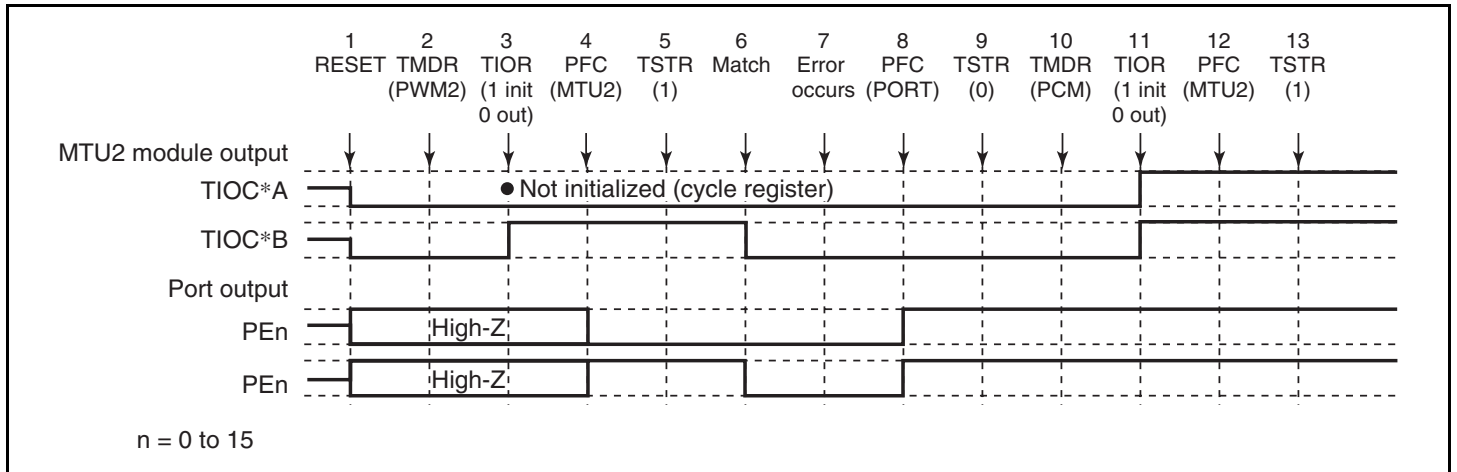 1 2 3 4 5 6 7 8 9 10 11 12 13
RESET TMDR TIOR PFC TSTR Match Error PFC TSTR TMDR TIOR PFC TSTR
(PWM2) (1 init (MTU2) (1) occurs (PORT) (0) (PCM) (1 init (MTU2) (1)
0 out) 0 out)
MTU2 module output
TIOC*A ● Not initialized (cycle register)
TIOC*B
Port output
PEn High-Z
PEn High-Z
n = 0 to 15